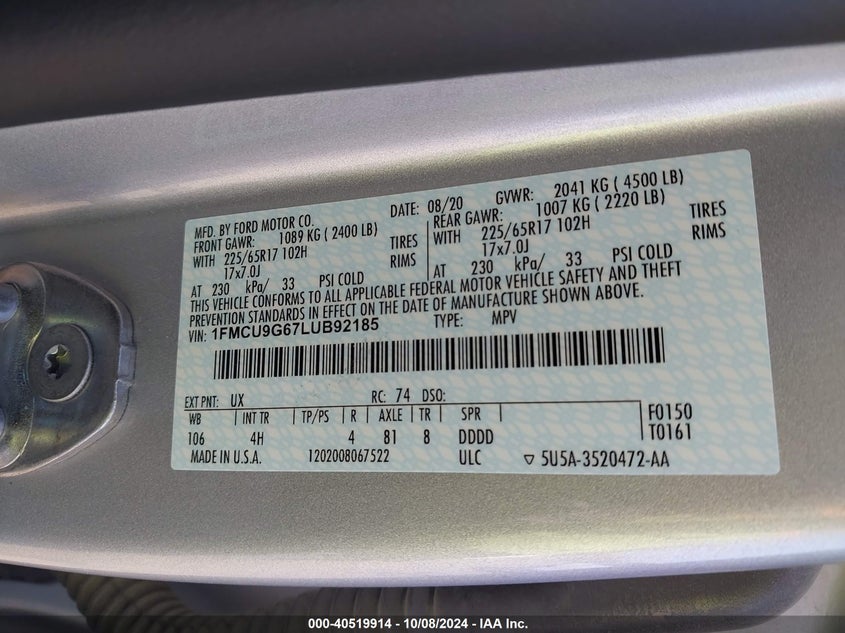 MFD. BY FORD MOTOR CO.
DATE: 08/20 GVWR: 2041 KG ( 4500 LB)
FRONT GAWR: 1089 KG ( 2400 LB)
WITH 225/65R17 102H TIRES
17x7.0J RIMS
AT 230 kPa/ 33 PSI COLD
REAR GAWR: 1007 KG ( 2220 LB)
WITH 225/65R17 102H TIRES
17x7.0J RIMS
AT 230 kPa/ 33 PSI COLD
THIS VEHICLE CONFORMS TO ALL APPLICABLE FEDERAL MOTOR VEHICLE SAFETY AND THEFT
PREVENTION STANDARDS IN EFFECT ON THE DATE OF MANUFACTURE SHOWN ABOVE.
VIN: 1FMCU9G67LUB92185 TYPE: MPV
EXT PNT: UX RC: 74 DSO:
WB INT TR TP/PS R AXLE TR SPR
106 4H 4 81 8 DDDD
F0150
T0161
MADE IN U.S.A. 1202008067522 ULC ▽ 5U5A-3520472-AA
000-40519914 - 10/08/2024 - IAA Inc.